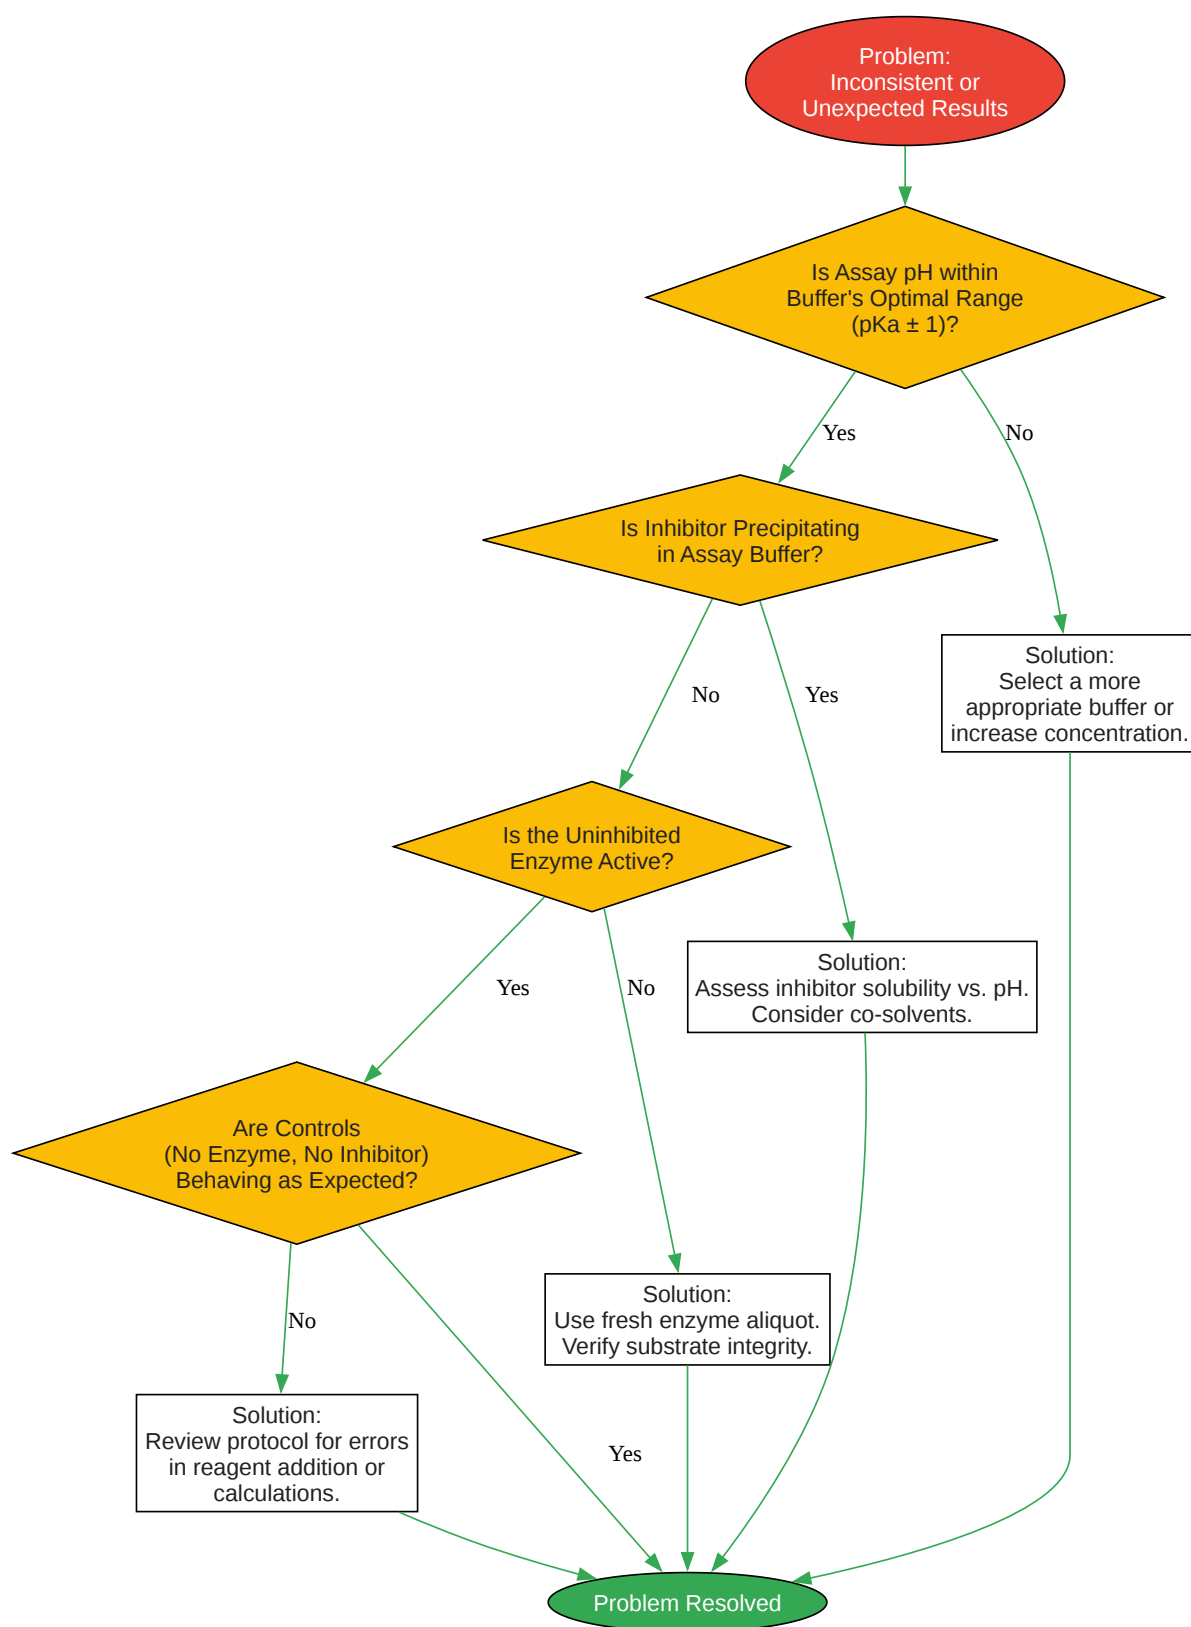 Problem:
Inconsistent or
Unexpected Results
Is Assay pH within
Buffer's Optimal Range
(pKa ± 1)?
Yes
No
Is Inhibitor Precipitating
in Assay Buffer?
Solution:
Select a more
appropriate buffer or
increase concentration.
No
Yes
Is the Uninhibited
Enzyme Active?
Solution:
Assess inhibitor solubility vs. pH.
Consider co-solvents.
Yes
No
Are Controls
(No Enzyme, No Inhibitor)
Behaving as Expected?
Solution:
Use fresh enzyme aliquot.
Verify substrate integrity.
No
Yes
Solution:
Review protocol for errors
in reagent addition or
calculations.
Problem Resolved